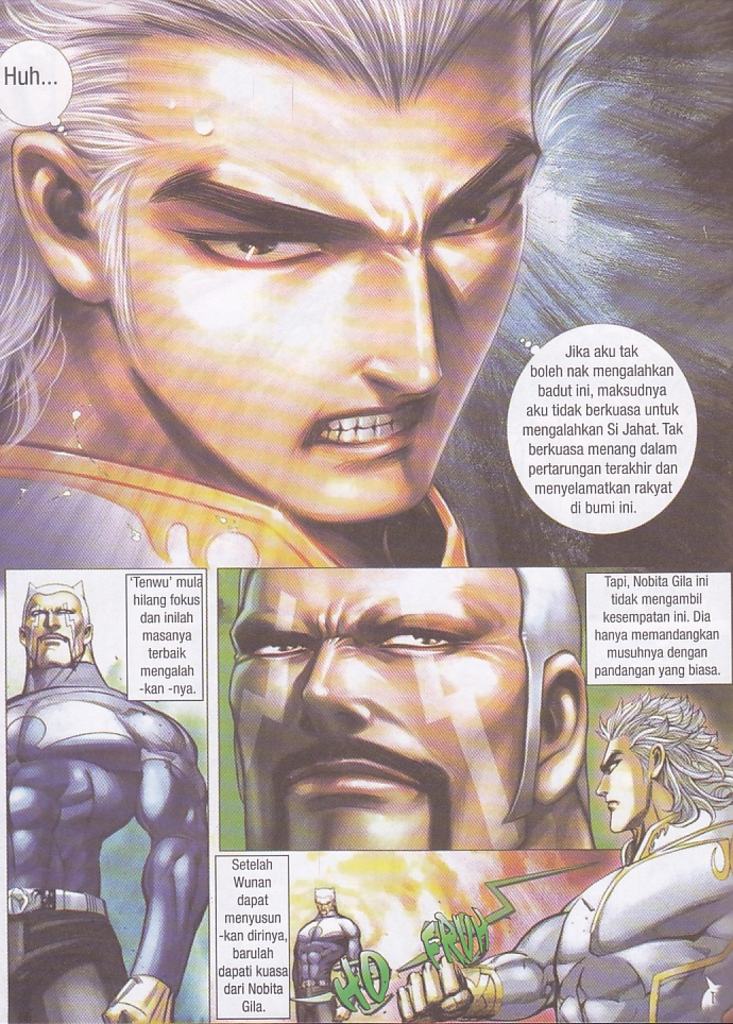 Huh...
Jika aku tak
boleh nak mengalahkan
badut ini, maksudnya
aku tidak berkuasa untuk
mengalahkan Si Jahat. Tak
berkuasa menang dalam
pertarungan terakhir dan
menyelamatkan rakyat
di bumi ini.
'Tenwu' mula
hilang fokus
dan inilah
masanya
terbaik
mengalah
-kan -nya.
Tapi, Nobita Gila ini
tidak mengambil
kesempatan ini. Dia
hanya memandangkan
musuhnya dengan
pandangan yang biasa.
Setelah
Wunan
dapat
menyusun
-kan dirinya,
barulah
dapati kuasa
dari Nobita
Gila.
HO